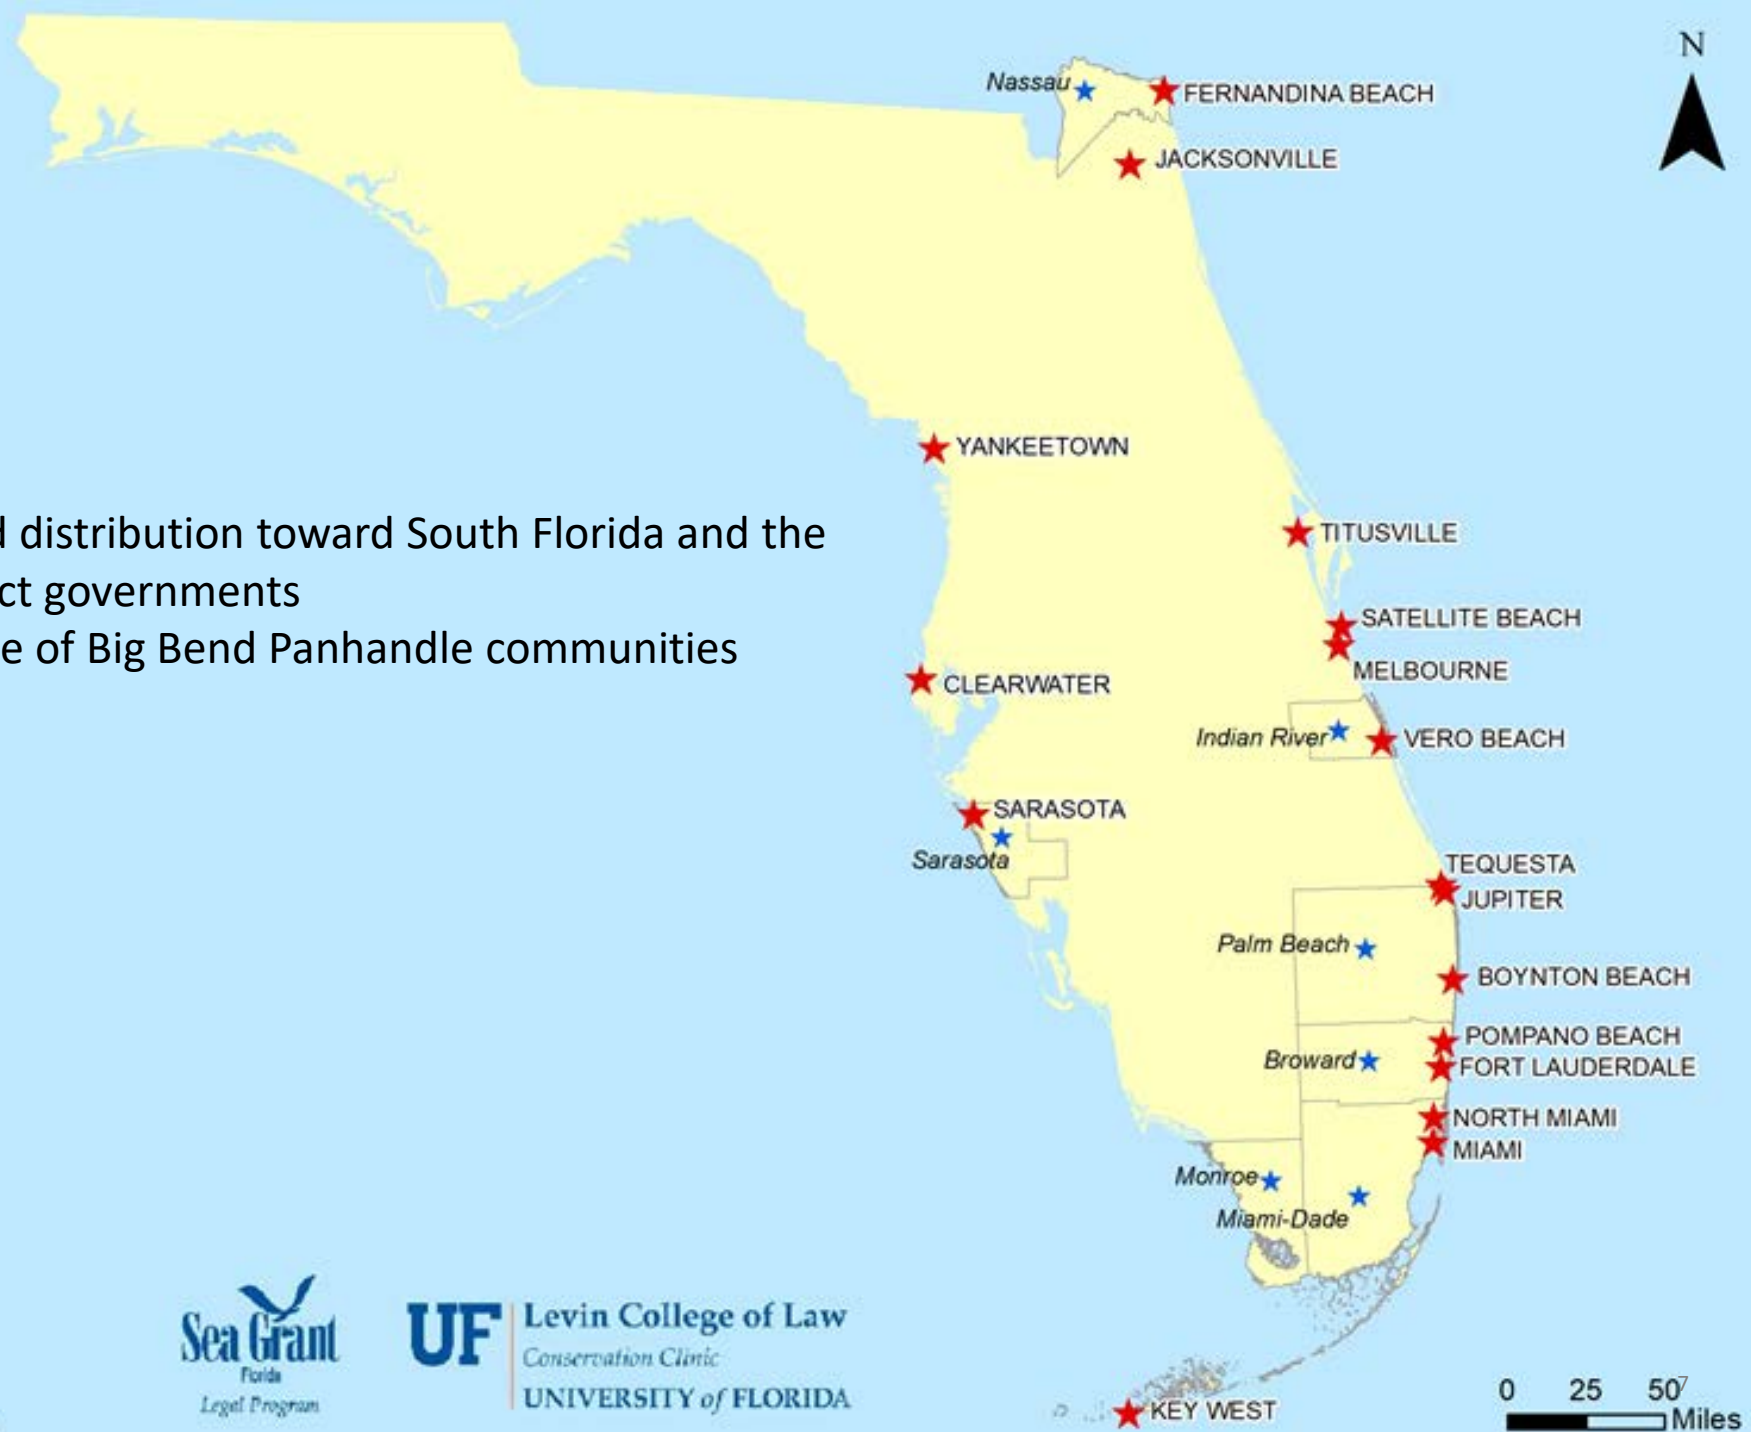 N
Nassau
FERNANDINA BEACH
JACKSONVILLE
YANKEETOWN
d distribution toward South Florida and the
ct governments
e of Big Bend Panhandle communities
TITUSVILLE
SATELLITE BEACH
MELBOURNE
CLEARWATER
Indian River
VERO BEACH
SARASOTA
Sarasota
TEQUESTA
JUPITER
Palm Beach
BOYNTON BEACH
POMPANO BEACH
Broward
FORT LAUDERDALE
NORTH MIAMI
MIAMI
Monroe
Miami-Dade
Sea Grant
Florida
Legal Program
UF
Levin College of Law
Conservation Clinic
UNIVERSITY of FLORIDA
KEY WEST
0 25 50
7
Miles